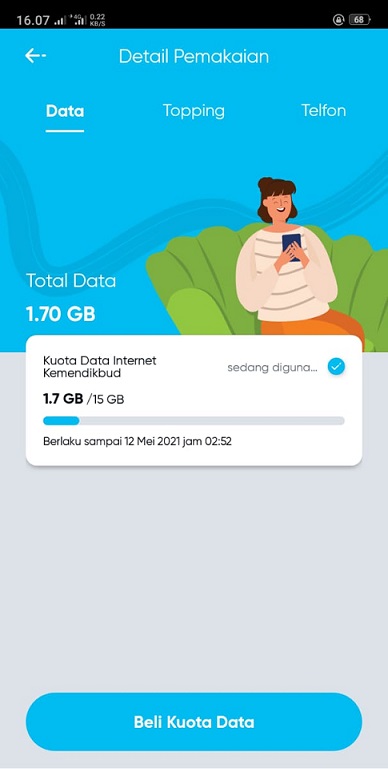 16.07 4G 0.22 KB/S 68
Detail Pemakaian
Data Topping Telfon
Total Data
1.70 GB
Kuota Data Internet
Kemendikbud
sedang diguna...
1.7 GB /15 GB
Berlaku sampai 12 Mei 2021 jam 02:52
Beli Kuota Data